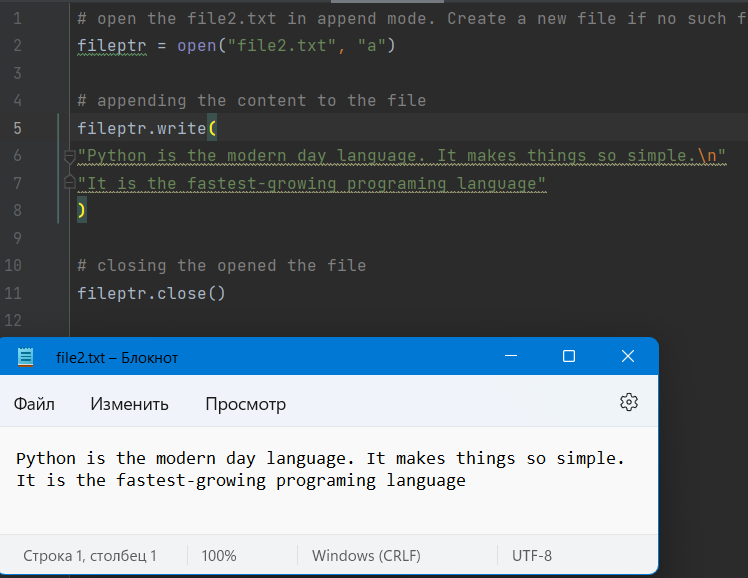 1 # open the file2.txt in append mode. Create a new file if no such f
2 fileptr = open("file2.txt", "a")
3
4 # appending the content to the file
5 fileptr.write(
6 "Python is the modern day language. It makes things so simple.\n"
7 "It is the fastest-growing programing language"
8 )
9
10 # closing the opened the file
11 fileptr.close()
12
file2.txt – Блокнот
Файл Изменить Просмотр
Python is the modern day language. It makes things so simple.
It is the fastest-growing programing language
Строка 1, столбец 1 100% Windows (CRLF) UTF-8